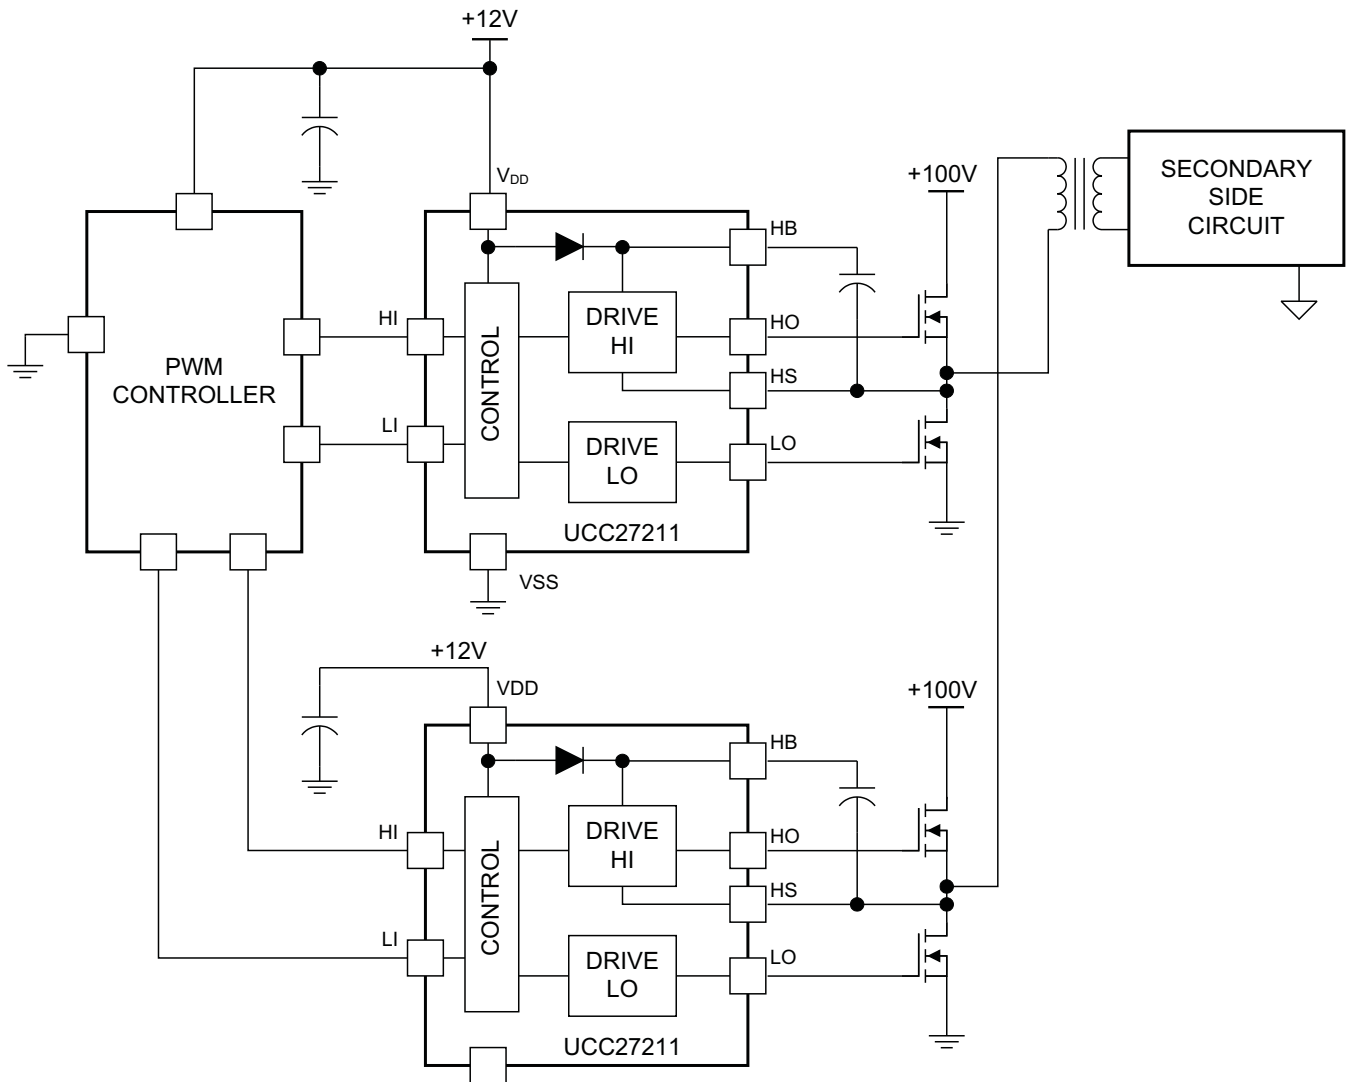 +12V
V_DD
+100V
SECONDARY
SIDE
CIRCUIT
HB
HI
DRIVE
HI
HO
PWM
CONTROLLER
CONTROL
HS
LI
DRIVE
LO
LO
UCC27211
VSS
+12V
VDD
+100V
HB
HI
DRIVE
HI
HO
CONTROL
HS
LI
DRIVE
LO
LO
UCC27211